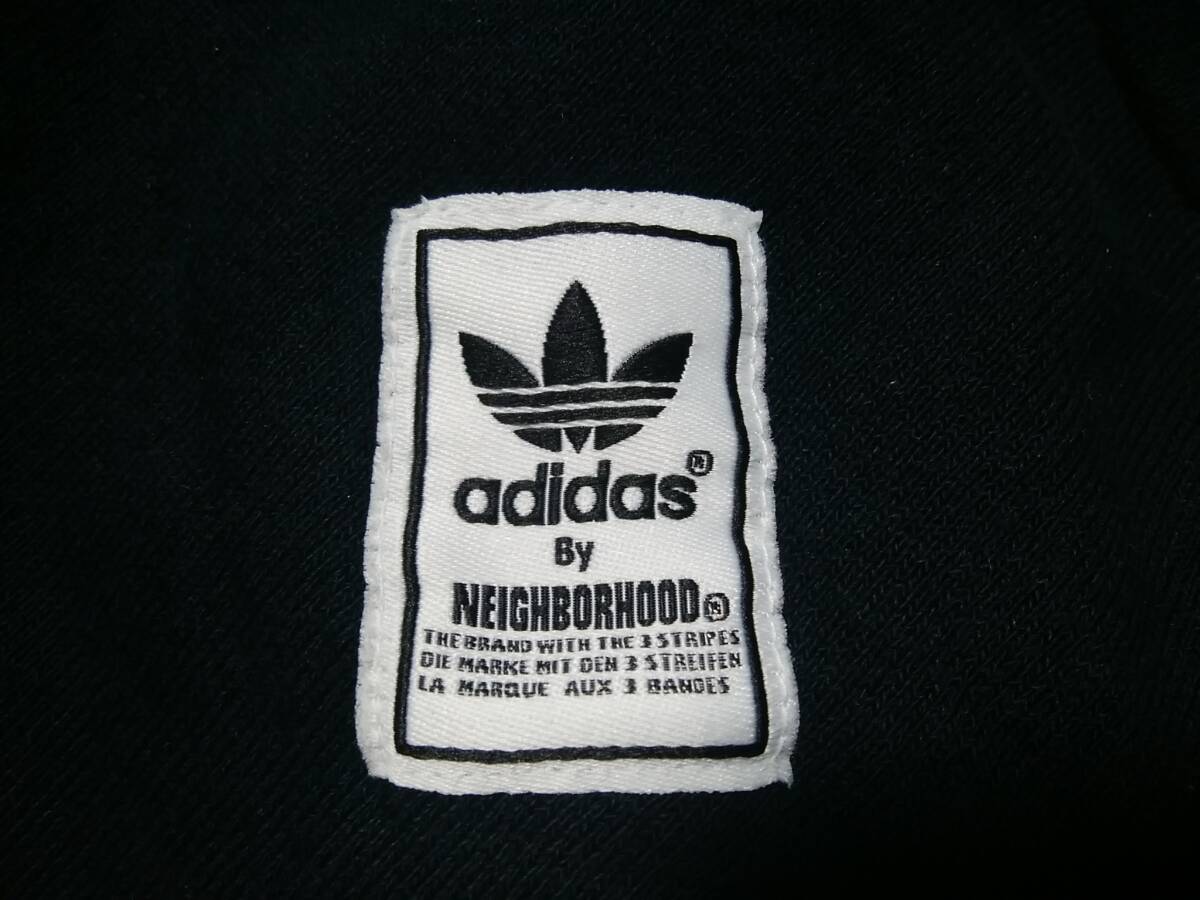 adidas®
By
NEIGHBORHOOD®
THE BRAND WITH THE 3 STRIPES
DIE MARKE MIT DEN 3 STREIFEN
LA MARQUE AUX 3 BANDES